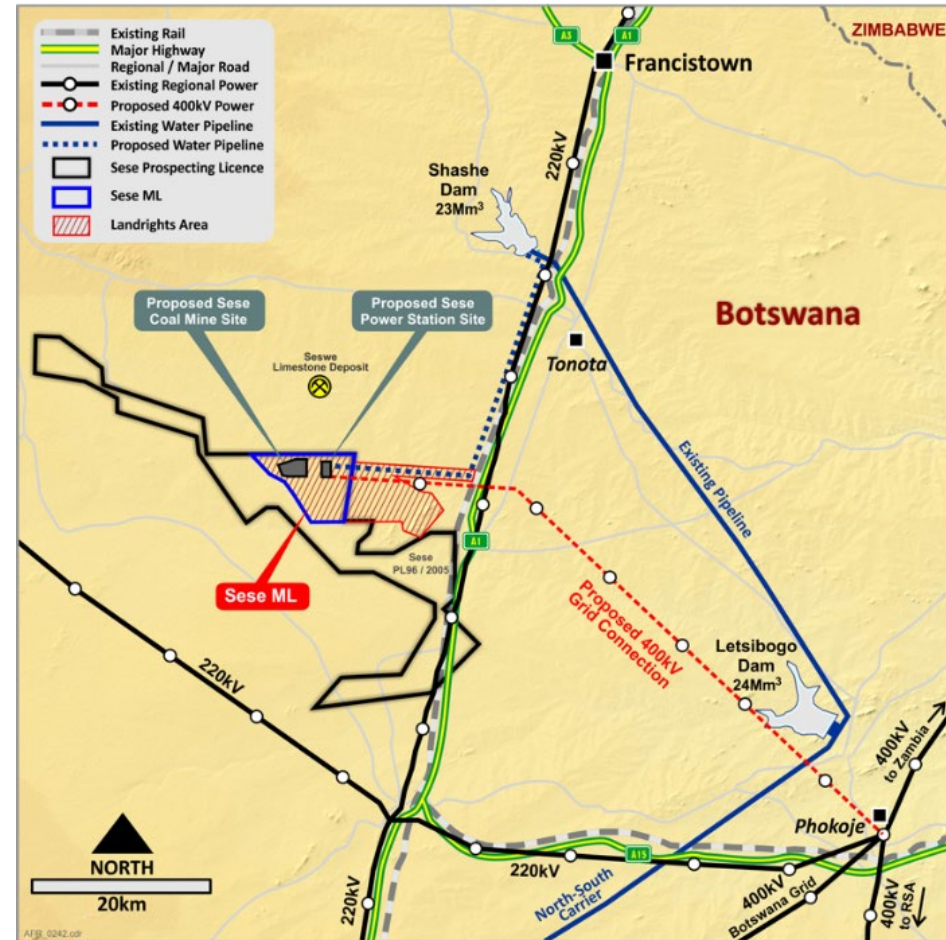 Existing Rail
Major Highway
Regional / Major Road
Existing Regional Power
Proposed 400kV Power
Existing Water Pipeline
Proposed Water Pipeline
Sese Prospecting Licence
Sese ML
Landrights Area
A3
A1
ZIMBABWE
Francistown
220kV
Shashe
Dam
23Mm³
Proposed Sese
Coal Mine Site
Proposed Sese
Power Station Site
Botswana
Seswe
Limestone Deposit
Tonota
Existing Pipeline
A1
Sese
PL96 / 2005
Sese ML
Proposed 400kV
Grid Connection
Letsibogo
Dam
24Mm³
220kV
400kV
to Zambia
Phokoje
NORTH
20km
220kV
220kV
A15
North-South
Carrier
400kV
Botswana Grid
400kV
to RSA
AFR_0242.cdr